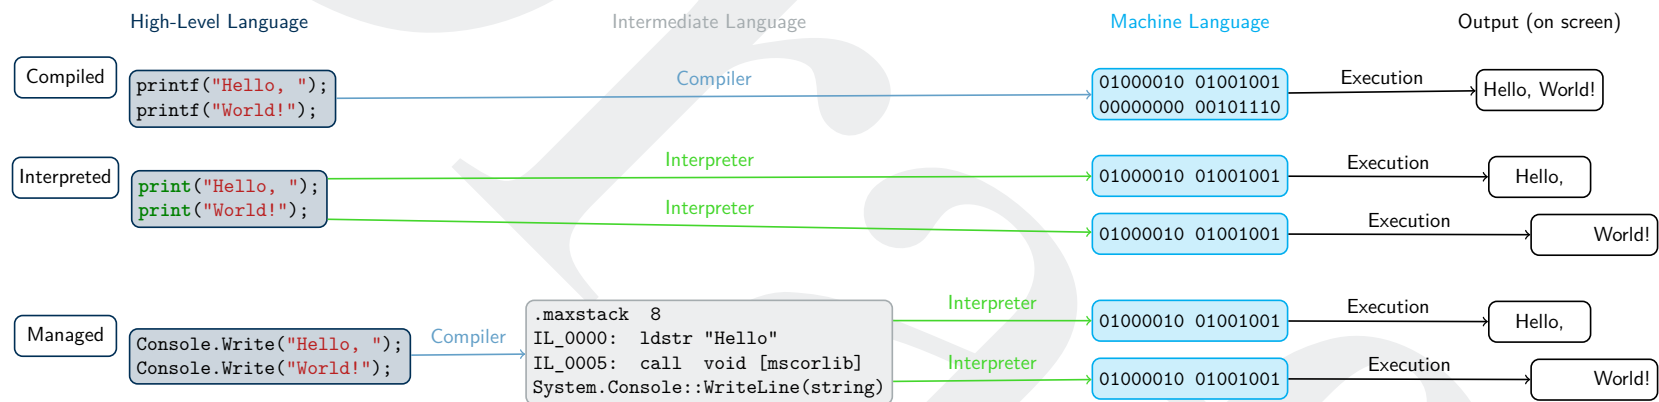 High-Level Language Intermediate Language Machine Language Output (on screen)
Compiled
printf("Hello, ");
printf("World!");
Compiler
01000010 01001001
00000000 00101110
Execution
Hello, World!
Interpreted
print("Hello, ");
print("World!");
Interpreter
01000010 01001001
Execution
Hello,
Interpreter
01000010 01001001
Execution
World!
Managed
Console.Write("Hello, ");
Console.Write("World!");
Compiler
.maxstack 8
IL_0000: ldstr "Hello"
IL_0005: call void [mscorlib]
System.Console::WriteLine(string)
Interpreter
01000010 01001001
Execution
Hello,
Interpreter
01000010 01001001
Execution
World!